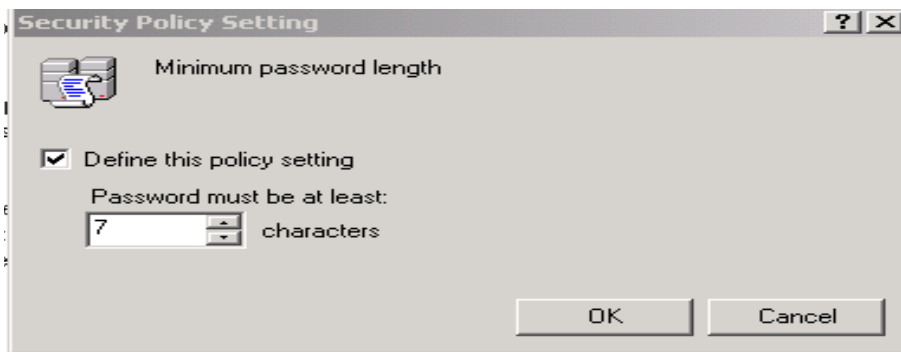 Security Policy Setting
Minimum password length
Define this policy setting
Password must be at least:
7 characters
OK Cancel